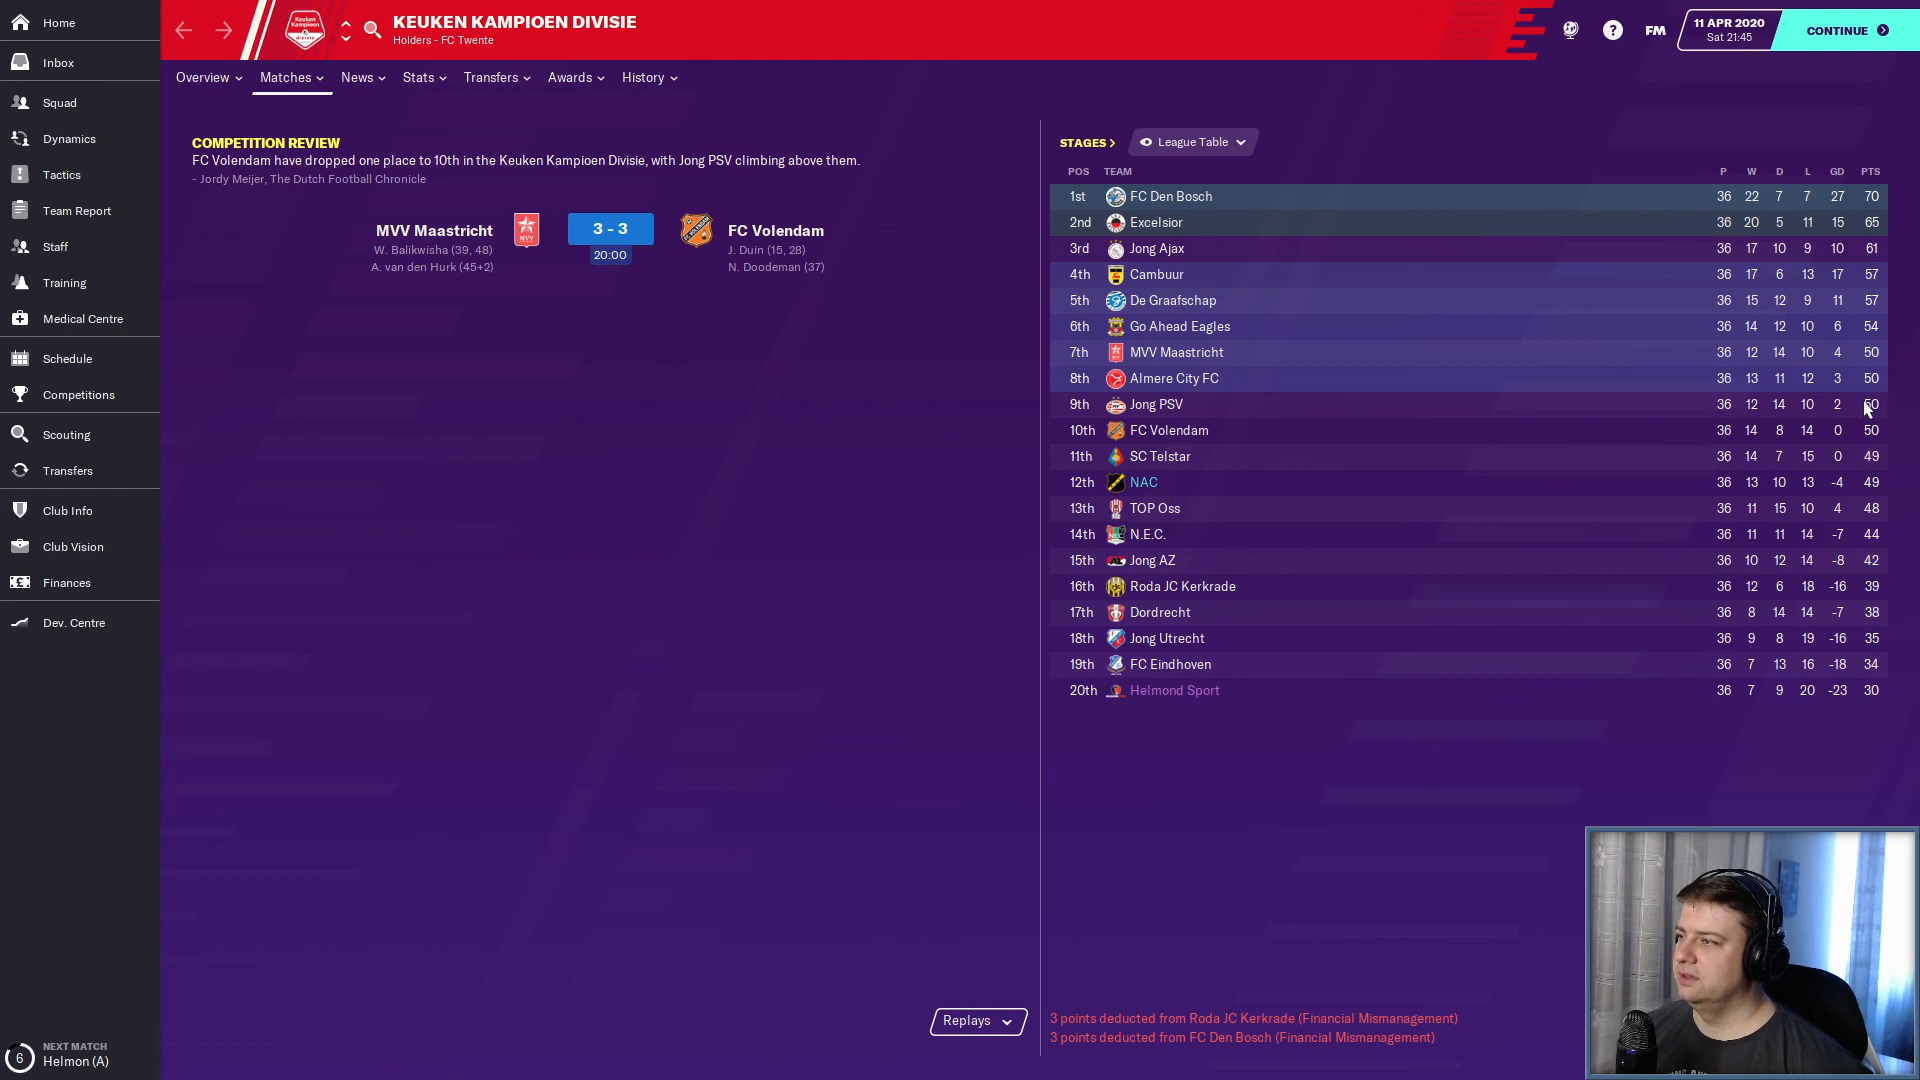 Home
Inbox
Squad
Dynamics
Tactics
Team Report
Staff
Training
Medical Centre
Schedule
Competitions
Scouting
Transfers
Club Info
Club Vision
Finances
Dev. Centre
6 NEXT MATCH
Helmon (A)
KEUKEN KAMPIOEN DIVISIE
Holders - FC Twente
? FM 11 APR 2020 CONTINUE
Sat 21:45
Overview Matches News Stats Transfers Awards History
COMPETITION REVIEW
FC Volendam have dropped one place to 10th in the Keuken Kampioen Divisie, with Jong PSV climbing above them.
- Jordy Meijer, The Dutch Football Chronicle
MVV Maastricht 3 - 3 FC Volendam
W. Balikwisha (39, 48) J. Duin (15, 28)
20:00
A. van den Hurk (45+2) N. Doodeman (37)
Replays
STAGES > League Table
POS TEAM P W D L GD PTS
1st FC Den Bosch 36 22 7 7 27 70
2nd Excelsior 36 20 5 11 15 65
3rd Jong Ajax 36 17 10 9 10 61
4th Cambuur 36 17 6 13 17 57
5th De Graafschap 36 15 12 9 11 57
6th Go Ahead Eagles 36 14 12 10 6 54
7th MVV Maastricht 36 12 14 10 4 50
8th Almere City FC 36 13 11 12 3 50
9th Jong PSV 36 12 14 10 2 50
10th FC Volendam 36 14 8 14 0 50
11th SC Telstar 36 14 7 15 0 49
12th NAC 36 13 10 13 -4 49
13th TOP Oss 36 11 15 10 4 48
14th N.E.C. 36 11 11 14 -7 44
15th Jong AZ 36 10 12 14 -8 42
16th Roda JC Kerkrade 36 12 6 18 -16 39
17th Dordrecht 36 8 14 14 -7 38
18th Jong Utrecht 36 9 8 19 -16 35
19th FC Eindhoven 36 7 13 16 -18 34
20th Helmond Sport 36 7 9 20 -23 30
3 points deducted from Roda JC Kerkrade (Financial Mismanagement)
3 points deducted from FC Den Bosch (Financial Mismanagement)